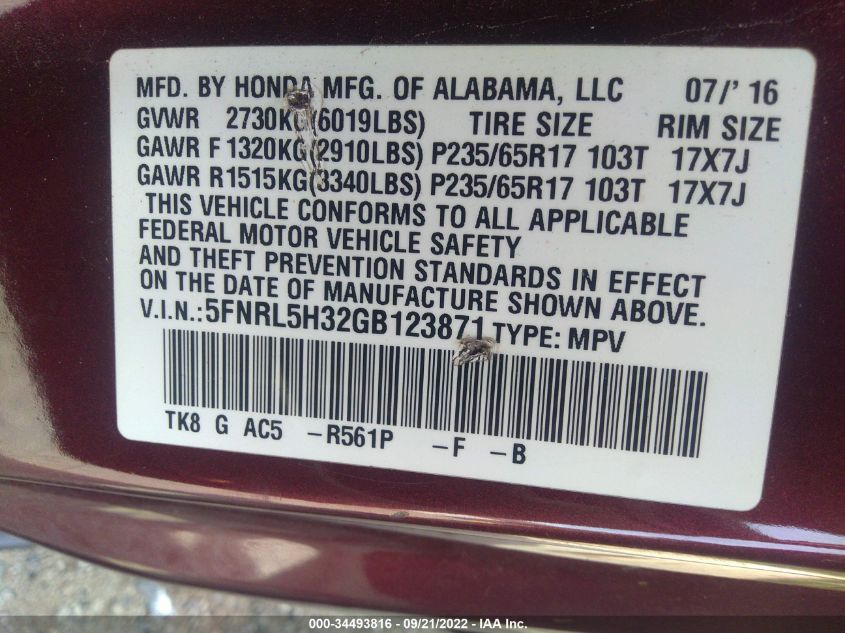 MFD. BY HONDA MFG. OF ALABAMA, LLC 07/' 16
GVWR 2730KG(6019LBS) TIRE SIZE RIM SIZE
GAWR F1320KG(2910LBS) P235/65R17 103T 17X7J
GAWR R1515KG(3340LBS) P235/65R17 103T 17X7J
THIS VEHICLE CONFORMS TO ALL APPLICABLE
FEDERAL MOTOR VEHICLE SAFETY
AND THEFT PREVENTION STANDARDS IN EFFECT
ON THE DATE OF MANUFACTURE SHOWN ABOVE.
V.I.N.:5FNRL5H32GB123871 TYPE: MPV
TK8 G AC5 -R561P -F -B
000-34493816 - 09/21/2022 - IAA Inc.